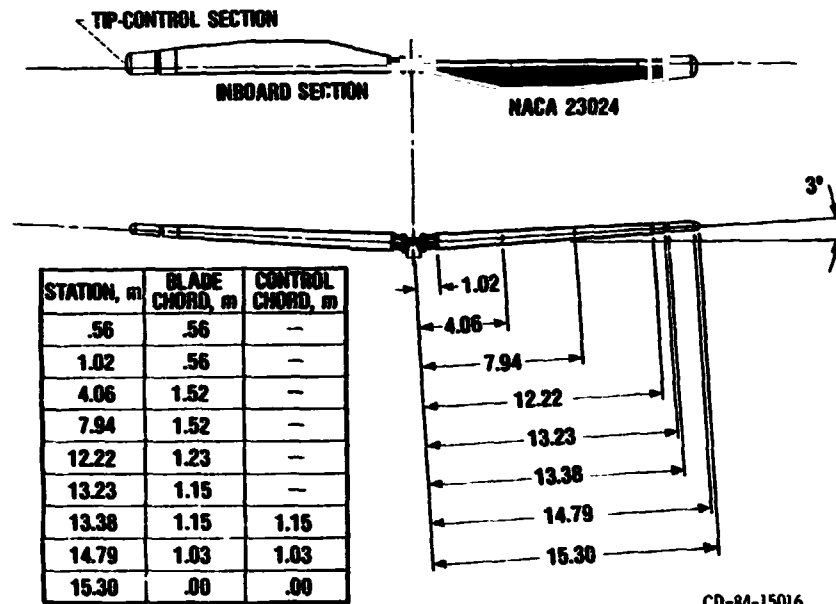 TIP-CONTROL SECTION
INBOARD SECTION
NACA 23024
3°
STATION, m BLADE CHORD, m CONTROL CHORD, m
.56 .56 —
1.02 .56 —
4.06 1.52 —
7.94 1.52 —
12.22 1.23 —
13.23 1.15 —
13.38 1.15 1.15
14.79 1.03 1.03
15.30 .00 .00
1.02
4.06
7.94
12.22
13.23
13.38
14.79
15.30
CD-84-15016